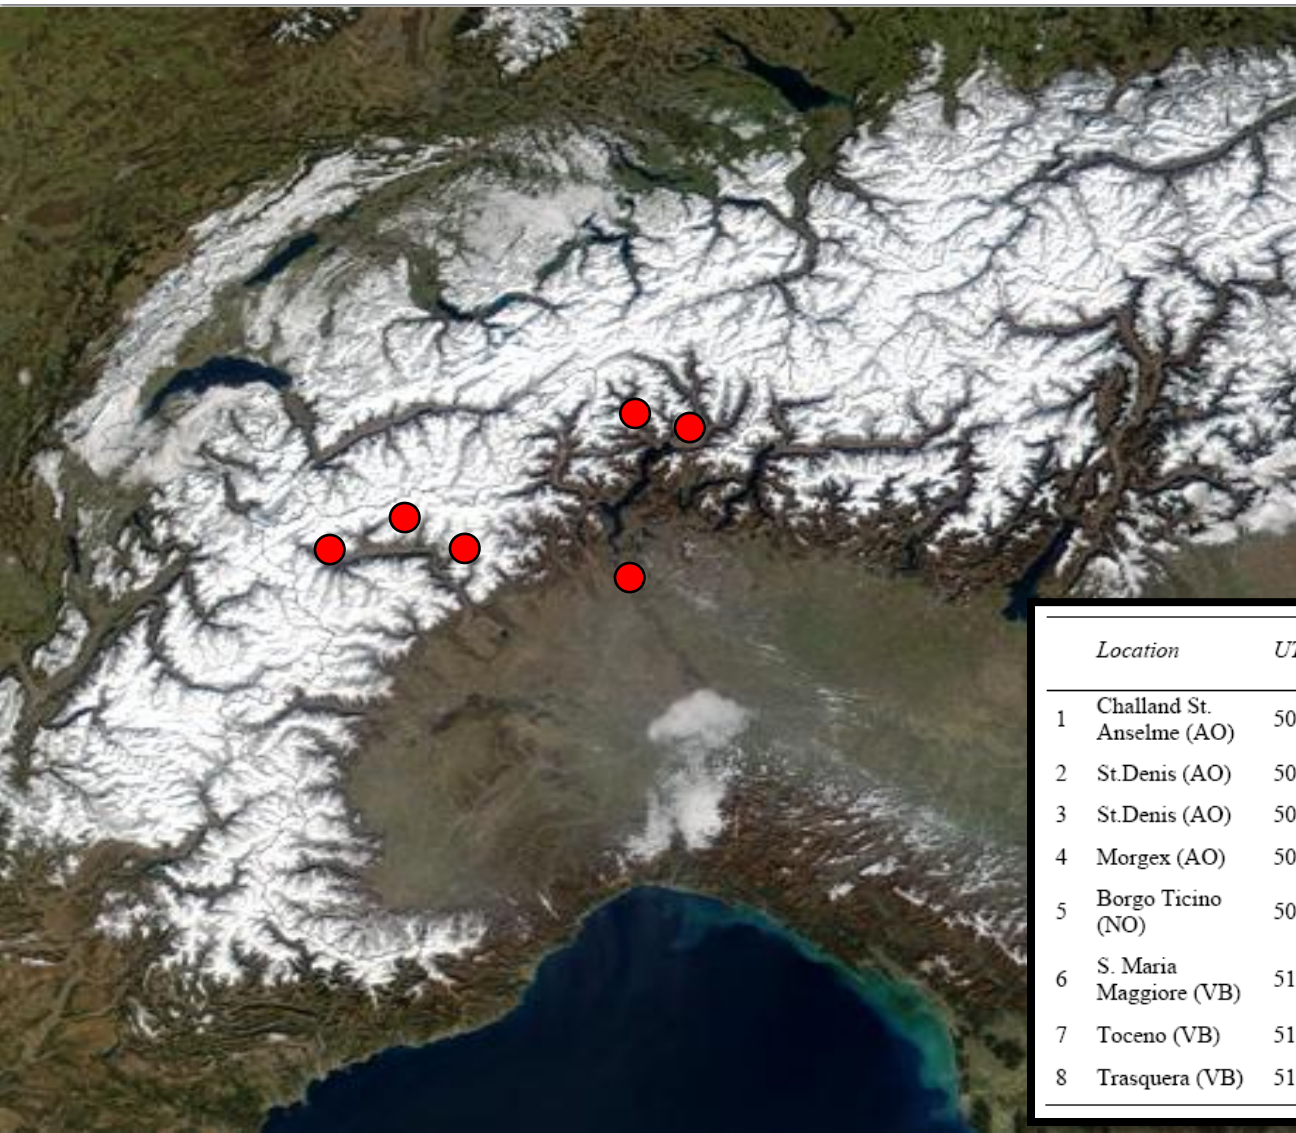 Location UT
1 Challand St. Anselme (AO) 50
2 St.Denis (AO) 50
3 St.Denis (AO) 50
4 Morgex (AO) 50
5 Borgo Ticino (NO) 50
6 S. Maria Maggiore (VB) 51
7 Toceno (VB) 51
8 Trasquera (VB) 51